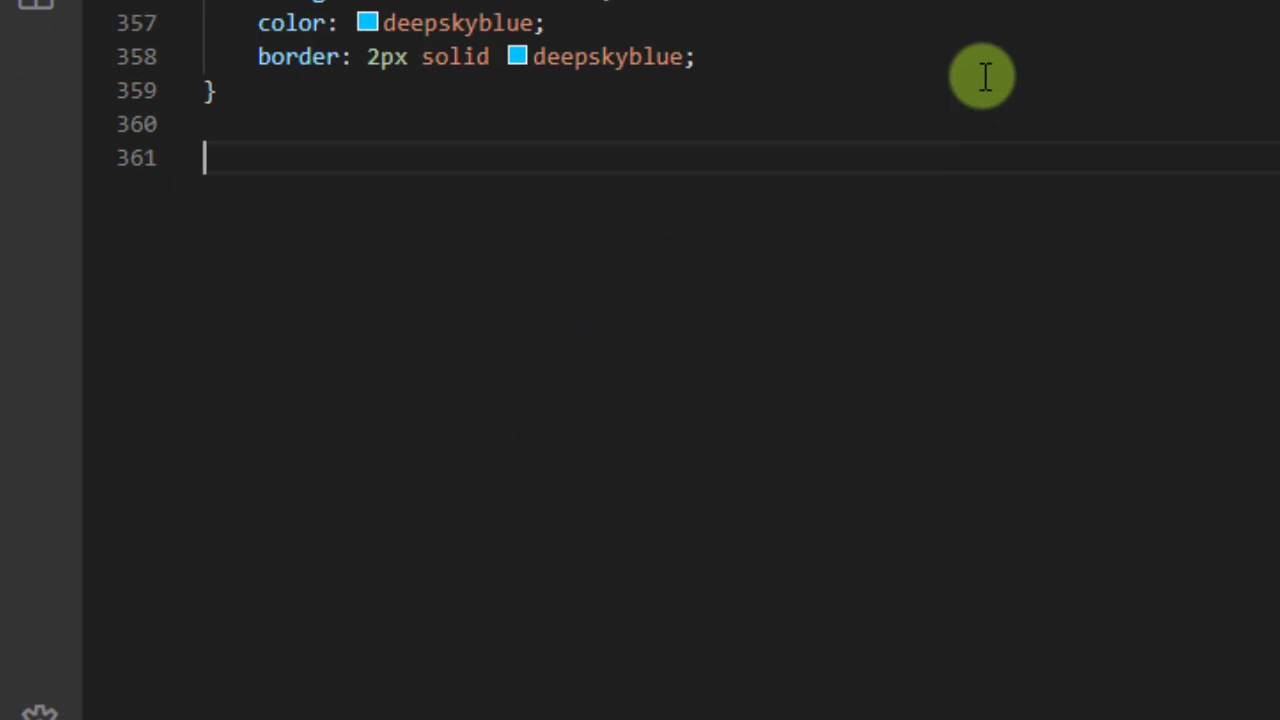 357 color: deepskyblue;
358 border: 2px solid deepskyblue;
359 }
360
361